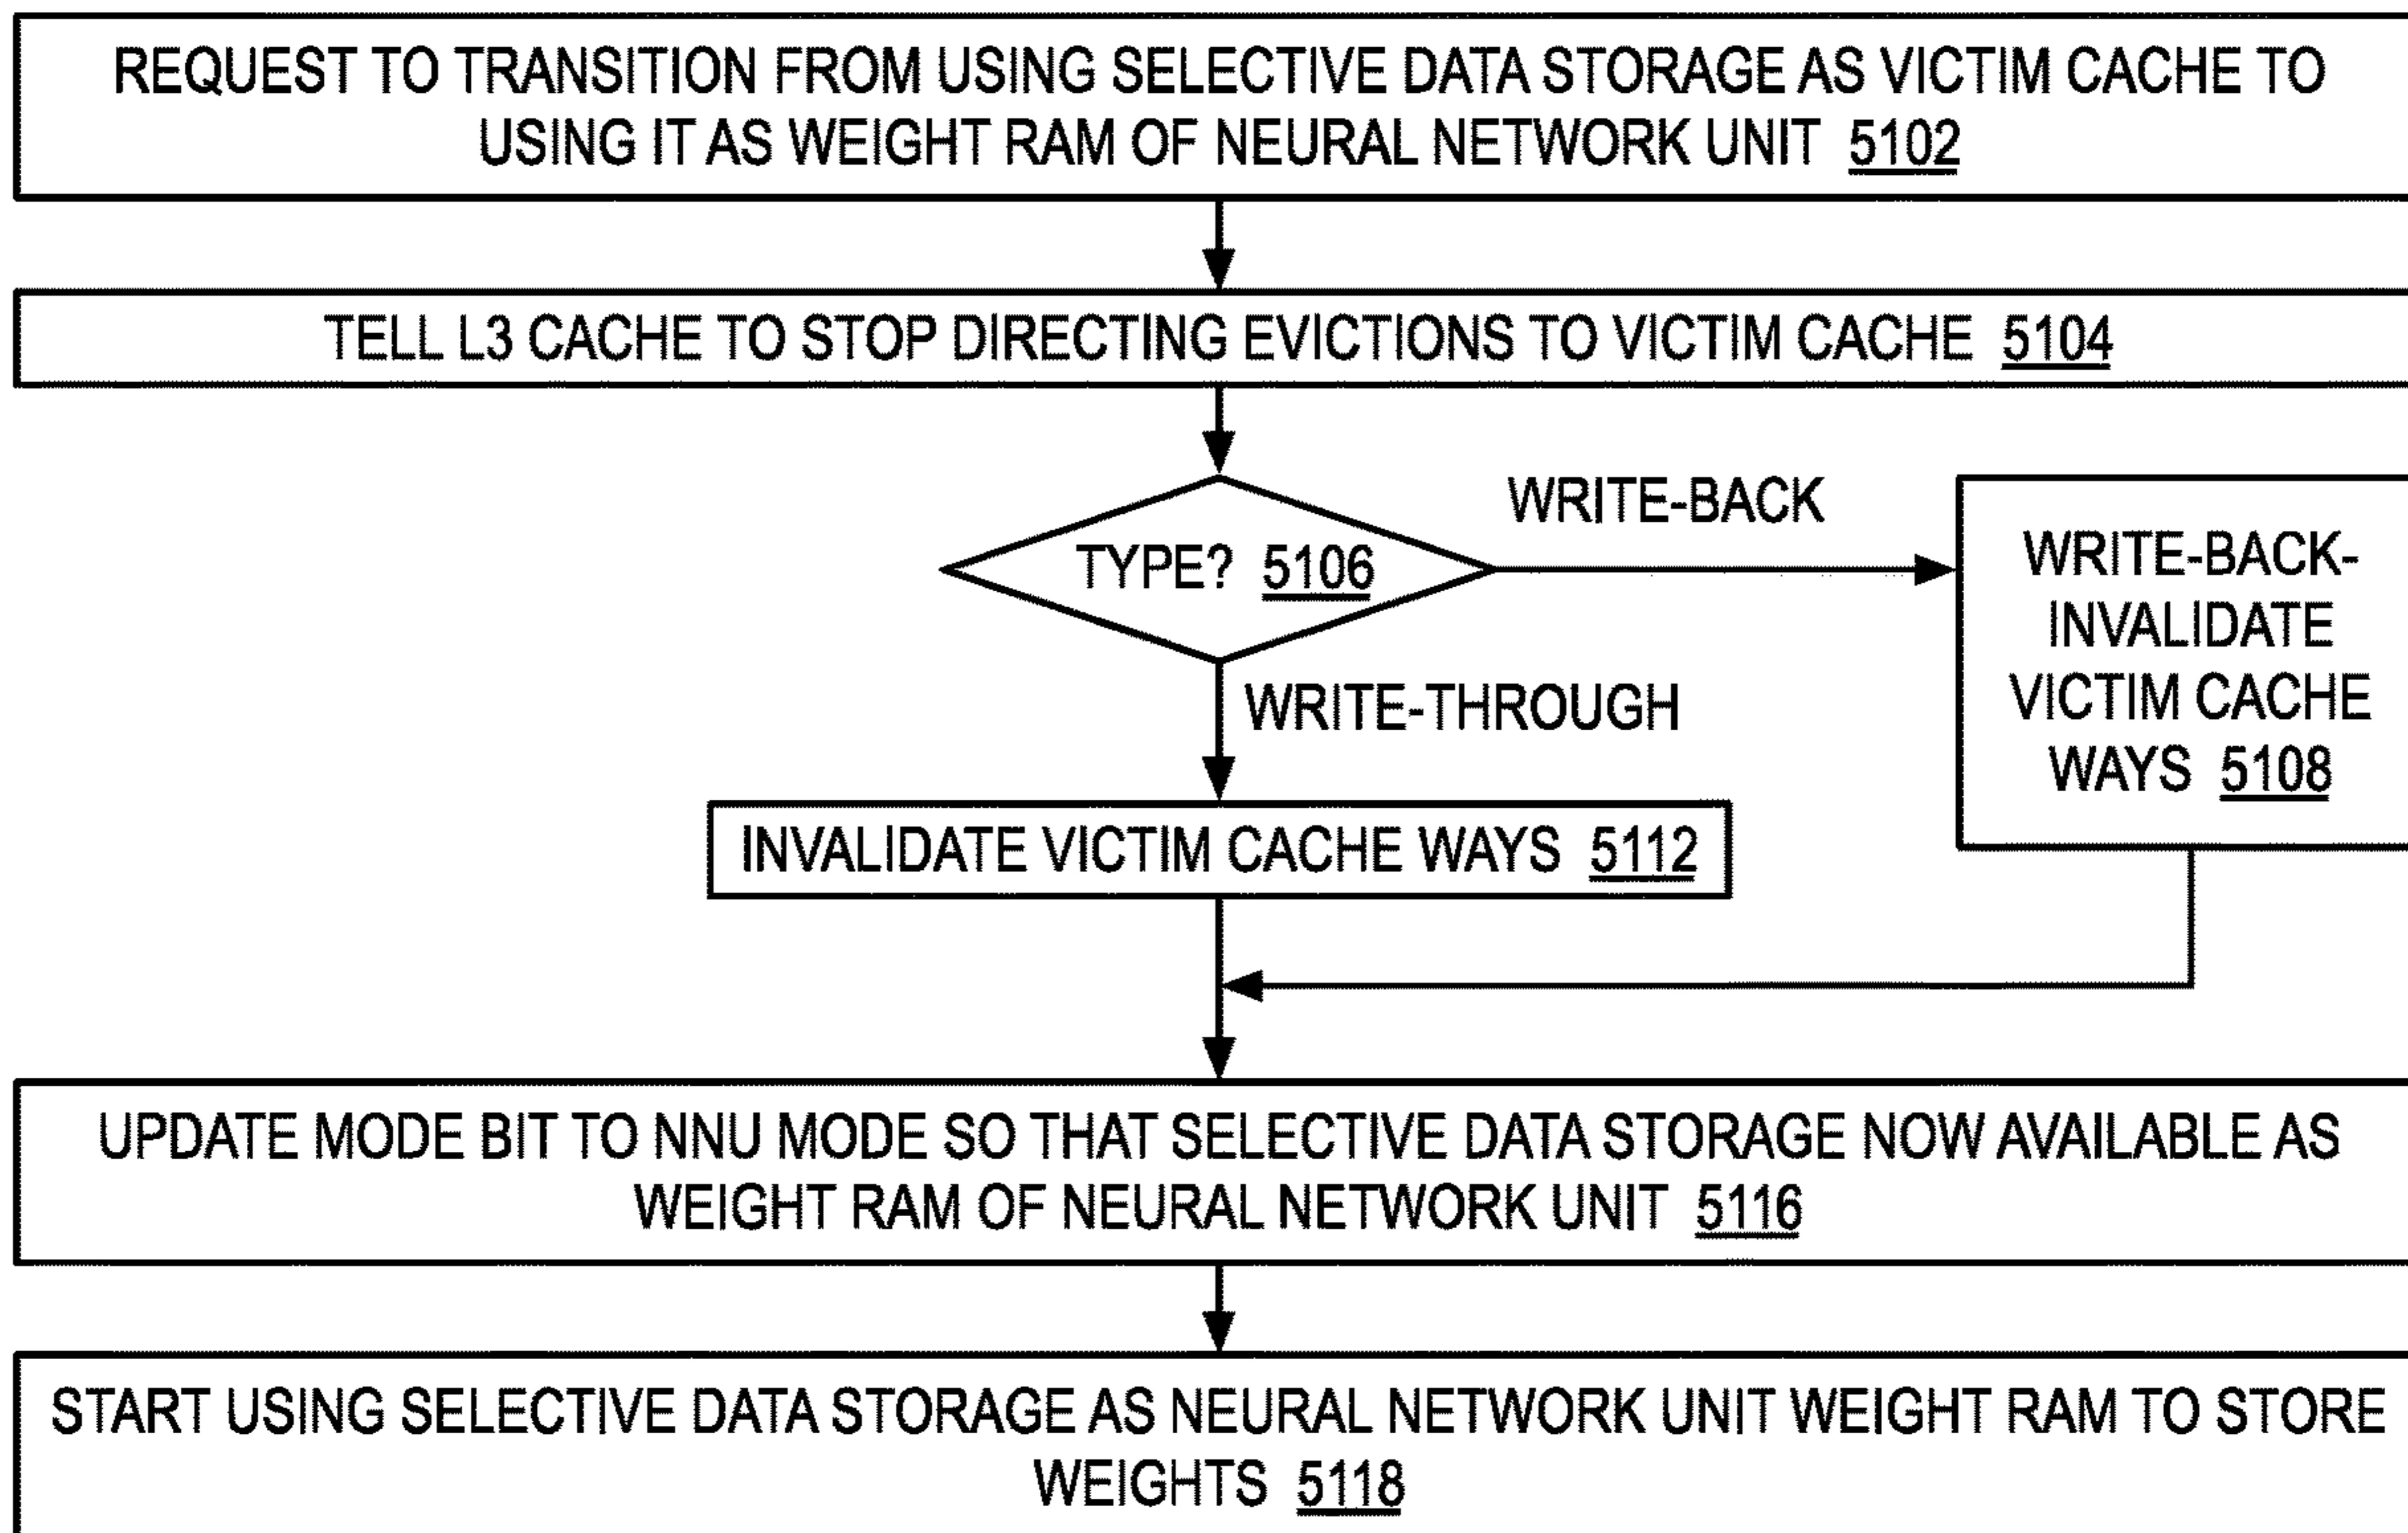 REQUEST TO TRANSITION FROM USING SELECTIVE DATA STORAGE AS VICTIM CACHE TO
USING IT AS WEIGHT RAM OF NEURAL NETWORK UNIT 5102
TELL L3 CACHE TO STOP DIRECTING EVICTIONS TO VICTIM CACHE 5104
TYPE? 5106
WRITE-BACK
WRITE-BACK-
INVALIDATE
VICTIM CACHE
WAYS 5108
WRITE-THROUGH
INVALIDATE VICTIM CACHE WAYS 5112
UPDATE MODE BIT TO NNU MODE SO THAT SELECTIVE DATA STORAGE NOW AVAILABLE AS
WEIGHT RAM OF NEURAL NETWORK UNIT 5116
START USING SELECTIVE DATA STORAGE AS NEURAL NETWORK UNIT WEIGHT RAM TO STORE
WEIGHTS 5118